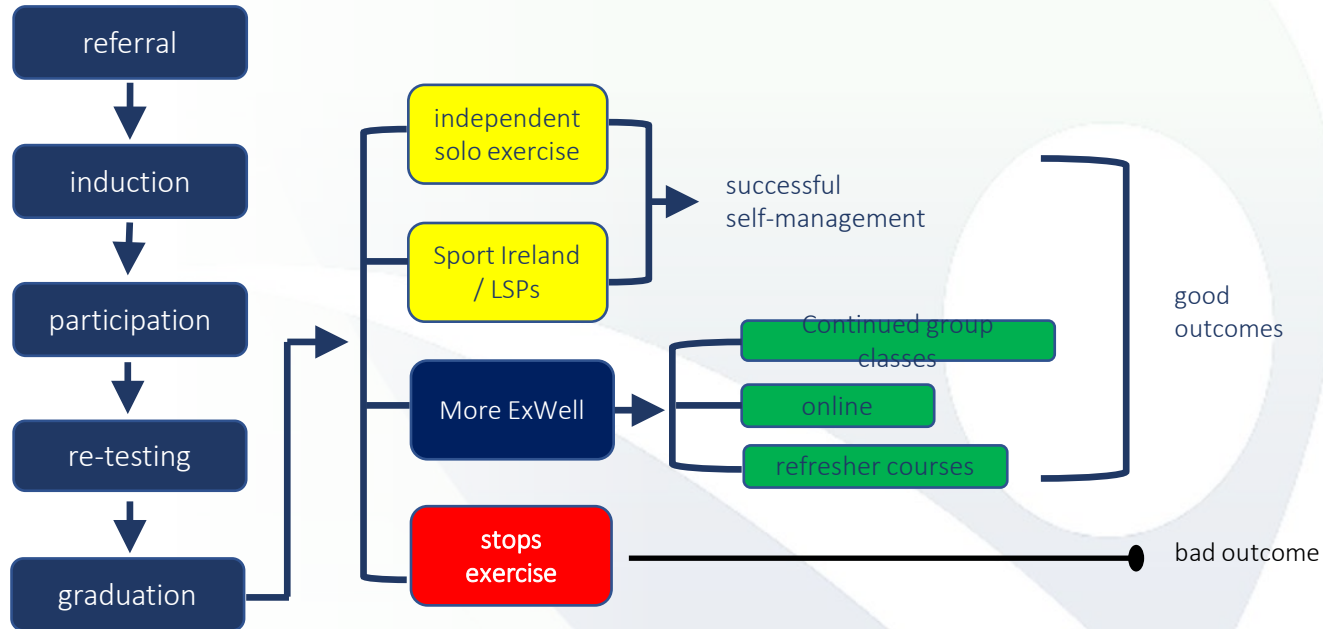 referral
induction
participation
re-testing
graduation
independent
solo exercise
Sport Ireland
/ LSPs
More ExWell
stops
exercise
successful
self-management
Continued group
classes
online
refresher courses
good
outcomes
bad outcome